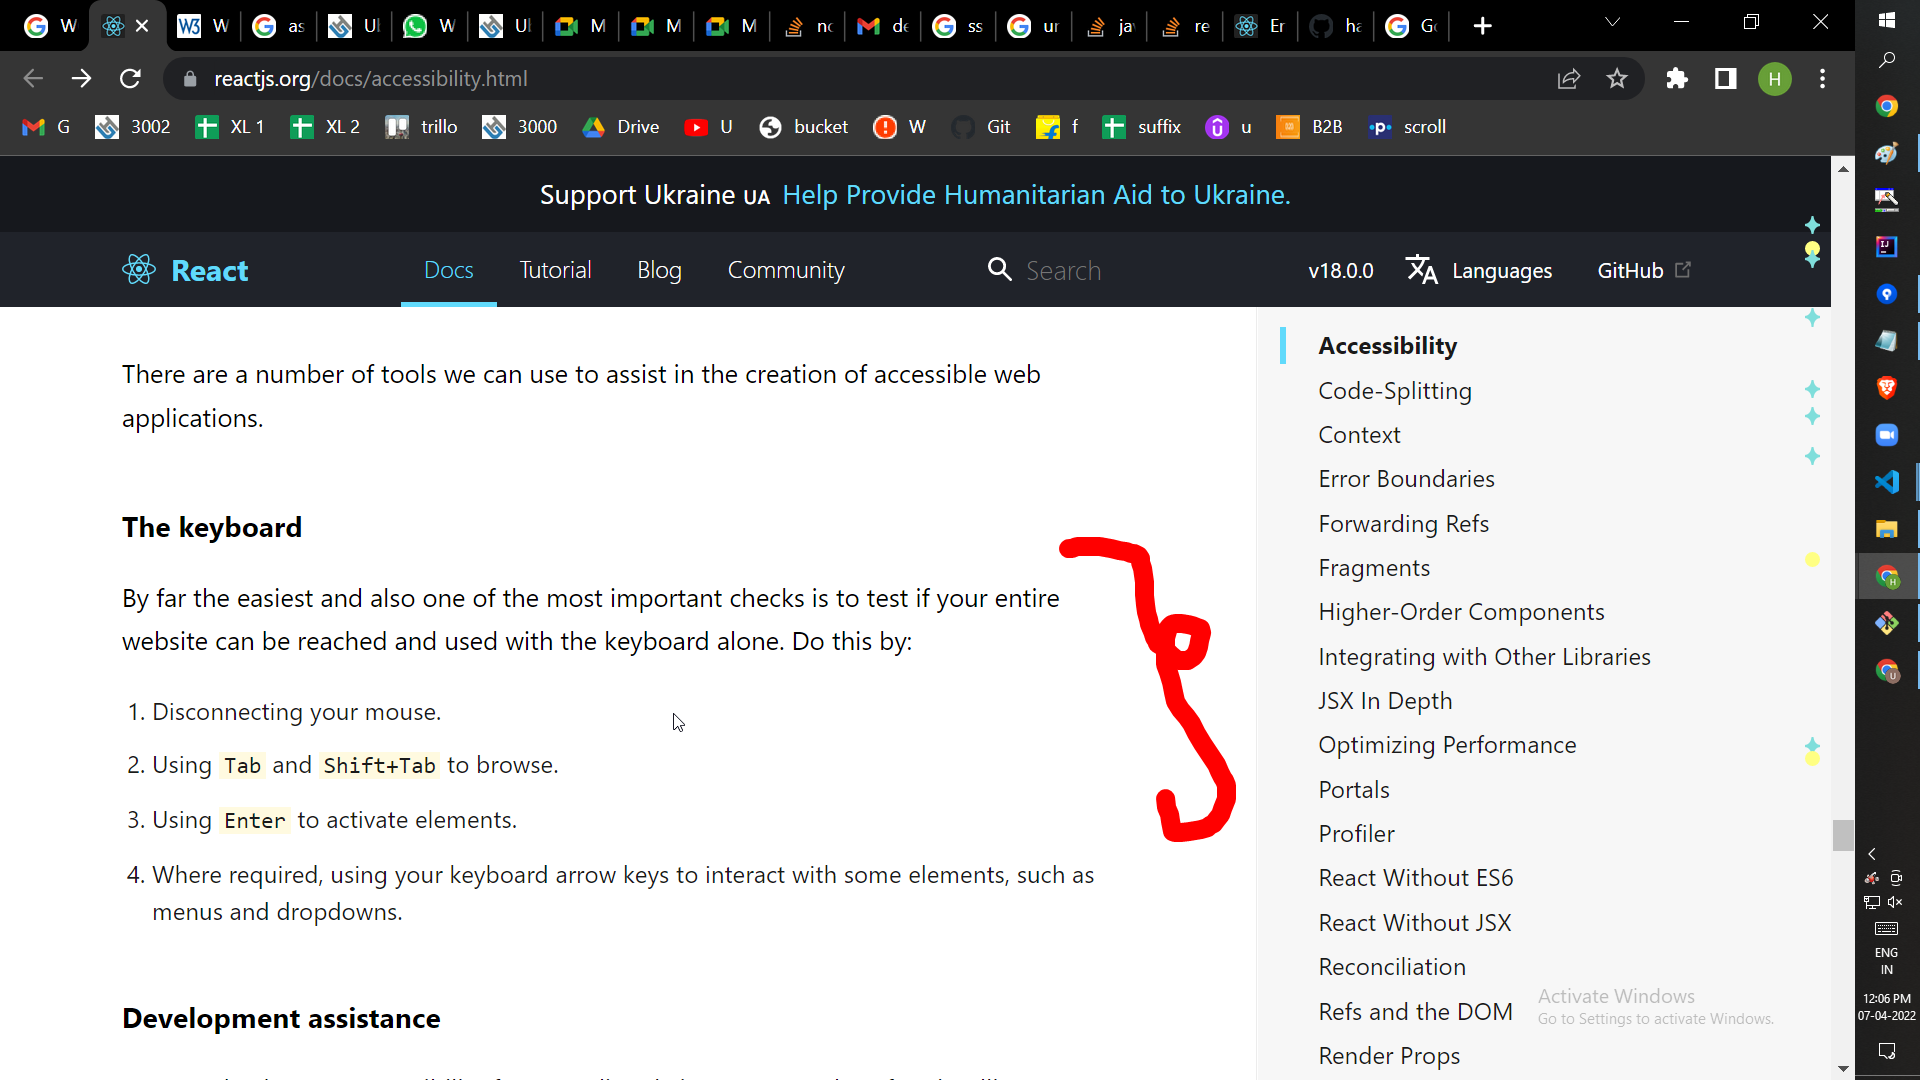 W
W
as
Ul
W
Ul
M
M
M
nc
de
ss
ur
ja
re
Er
ha
Ge
reactjs.org/docs/accessibility.html
H
G
3002
XL 1
XL 2
trillo
3000
Drive
U
bucket
W
Git
f
suffix
u
B2B
scroll
Support Ukraine UA Help Provide Humanitarian Aid to Ukraine.
React
Docs
Tutorial
Blog
Community
Search
v18.0.0
Languages
GitHub
There are a number of tools we can use to assist in the creation of accessible web
applications.
The keyboard
By far the easiest and also one of the most important checks is to test if your entire
website can be reached and used with the keyboard alone. Do this by:
1. Disconnecting your mouse.
2. Using Tab and Shift+Tab to browse.
3. Using Enter to activate elements.
4. Where required, using your keyboard arrow keys to interact with some elements, such as
menus and dropdowns.
Development assistance
Accessibility
Code-Splitting
Context
Error Boundaries
Forwarding Refs
Fragments
Higher-Order Components
Integrating with Other Libraries
JSX In Depth
Optimizing Performance
Portals
Profiler
React Without ES6
React Without JSX
Reconciliation
Refs and the DOM
Render Props
Activate Windows
Go to Settings to activate Windows.
ENG
IN
12:06 PM
07-04-2022